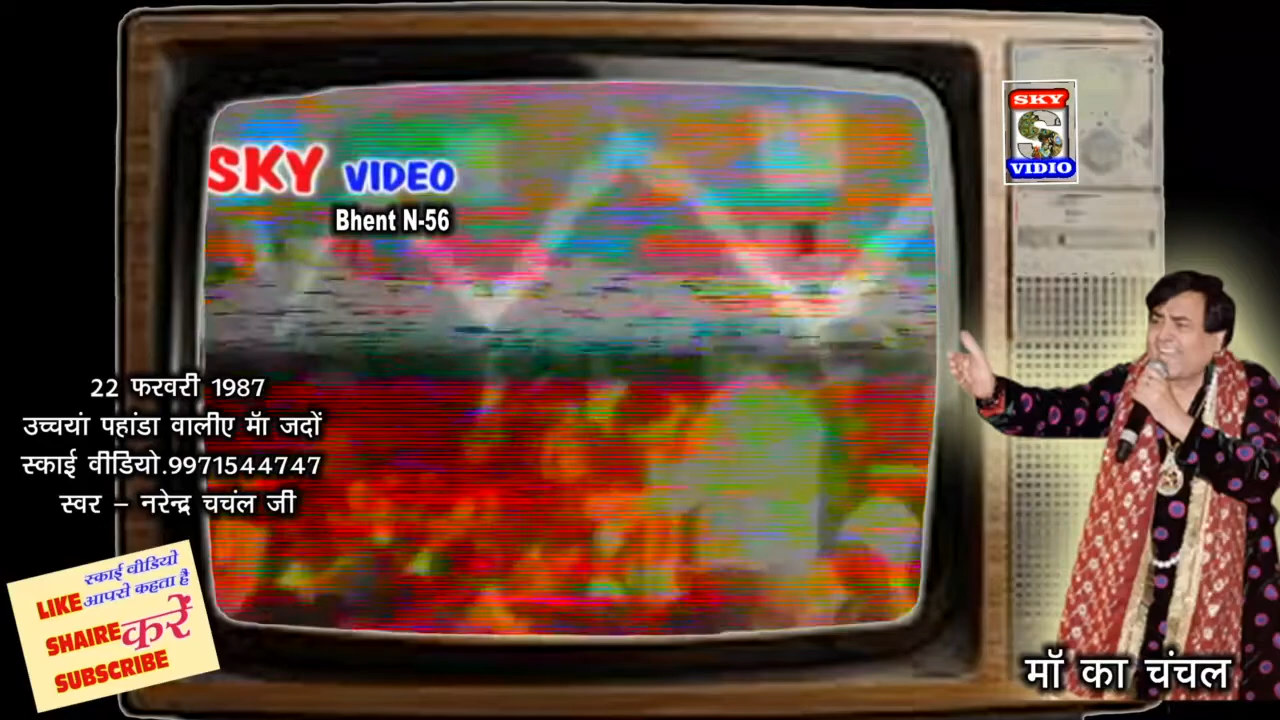 SKY VIDEO
Bhent N-56
SKY
S
VIDIO
22 फरवरी 1987
उच्चयां पहांडा वालीए मॉ जदों
स्काई वीडियो.9971544747
स्वर – नरेन्द्र चचंल जी
स्काई वीडियो
आपसे कहता है
LIKE
SHAIRE करें
SUBSCRIBE
मॉ का चंचल